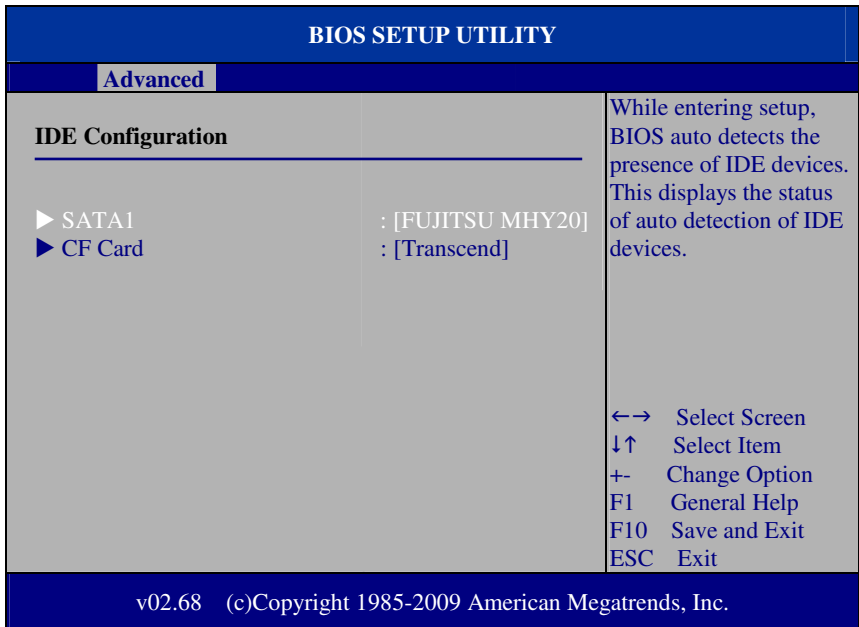 BIOS SETUP UTILITY
Advanced
IDE Configuration
▶ SATA1 : [FUJITSU MHY20]
▶ CF Card : [Transcend]
While entering setup,
BIOS auto detects the
presence of IDE devices.
This displays the status
of auto detection of IDE
devices.
←→ Select Screen
↓↑ Select Item
+- Change Option
F1 General Help
F10 Save and Exit
ESC Exit
v02.68 (c)Copyright 1985-2009 American Megatrends, Inc.